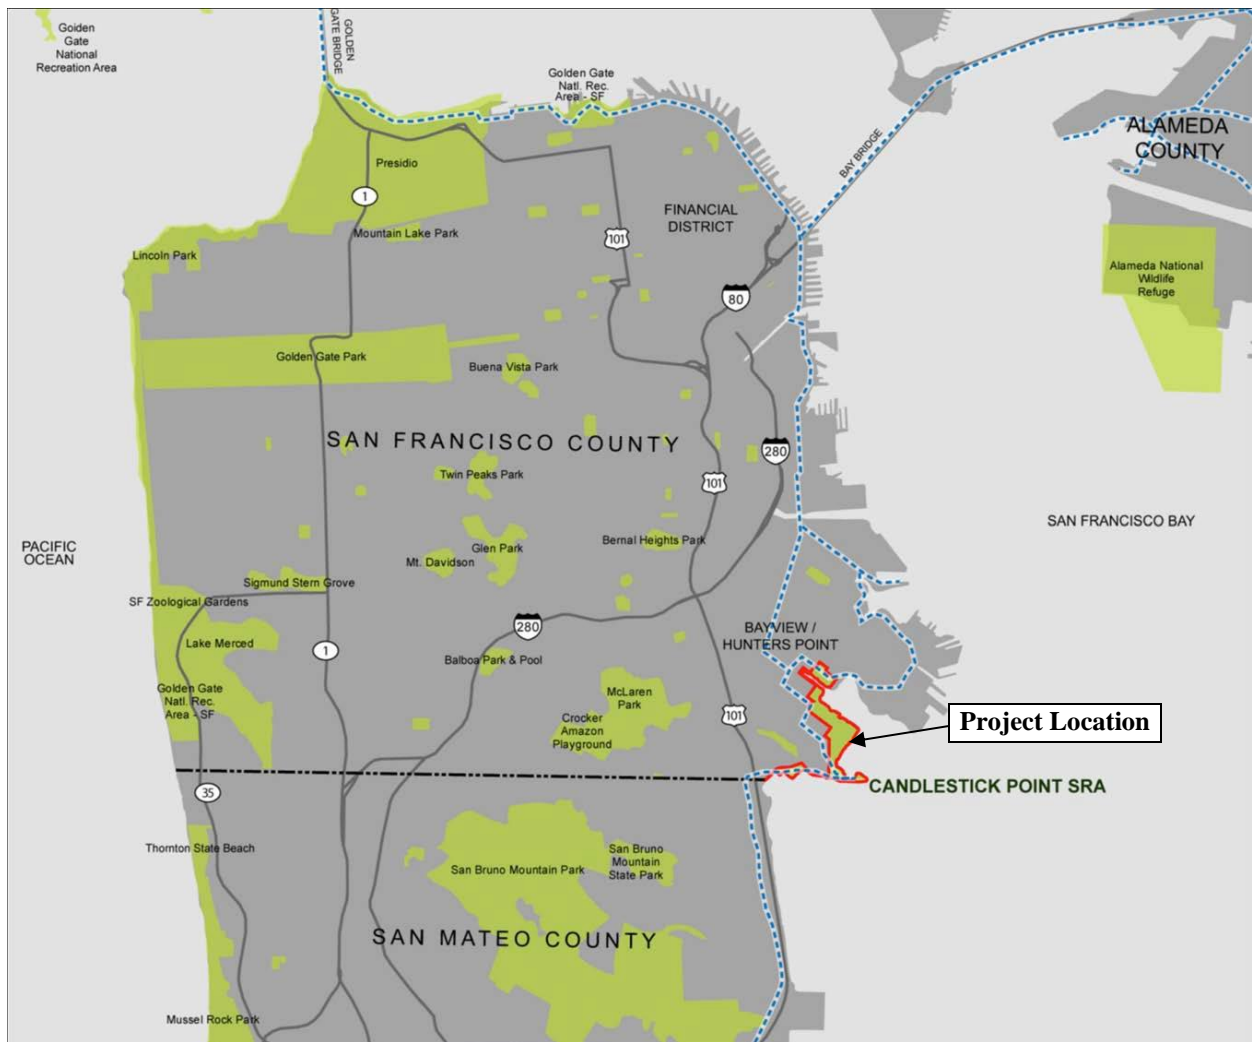 Golden
Gate
National
Recreation Area
GOLDEN
GATE BRIDGE
Golden Gate
Natl. Rec.
Area - SF
BAY BRIDGE
ALAMEDA
COUNTY
Presidio
1
Mountain Lake Park
FINANCIAL
DISTRICT
101
Lincoln Park
80
Alameda National
Wildlife
Refuge
Golden Gate Park
Buena Vista Park
SAN FRANCISCO COUNTY
280
Twin Peaks Park
101
SAN FRANCISCO BAY
PACIFIC
OCEAN
Glen Park
Bernal Heights Park
Mt. Davidson
Sigmund Stern Grove
SF Zoological Gardens
280
BAYVIEW /
HUNTERS POINT
Lake Merced
1
Balboa Park & Pool
Golden Gate
Natl. Rec.
Area - SF
McLaren
Park
Crocker
Amazon
Playground
101
Project Location
CANDLESTICK POINT SRA
35
Thornton State Beach
San Bruno Mountain Park
San Bruno
Mountain
State Park
SAN MATEO COUNTY
Mussel Rock Park